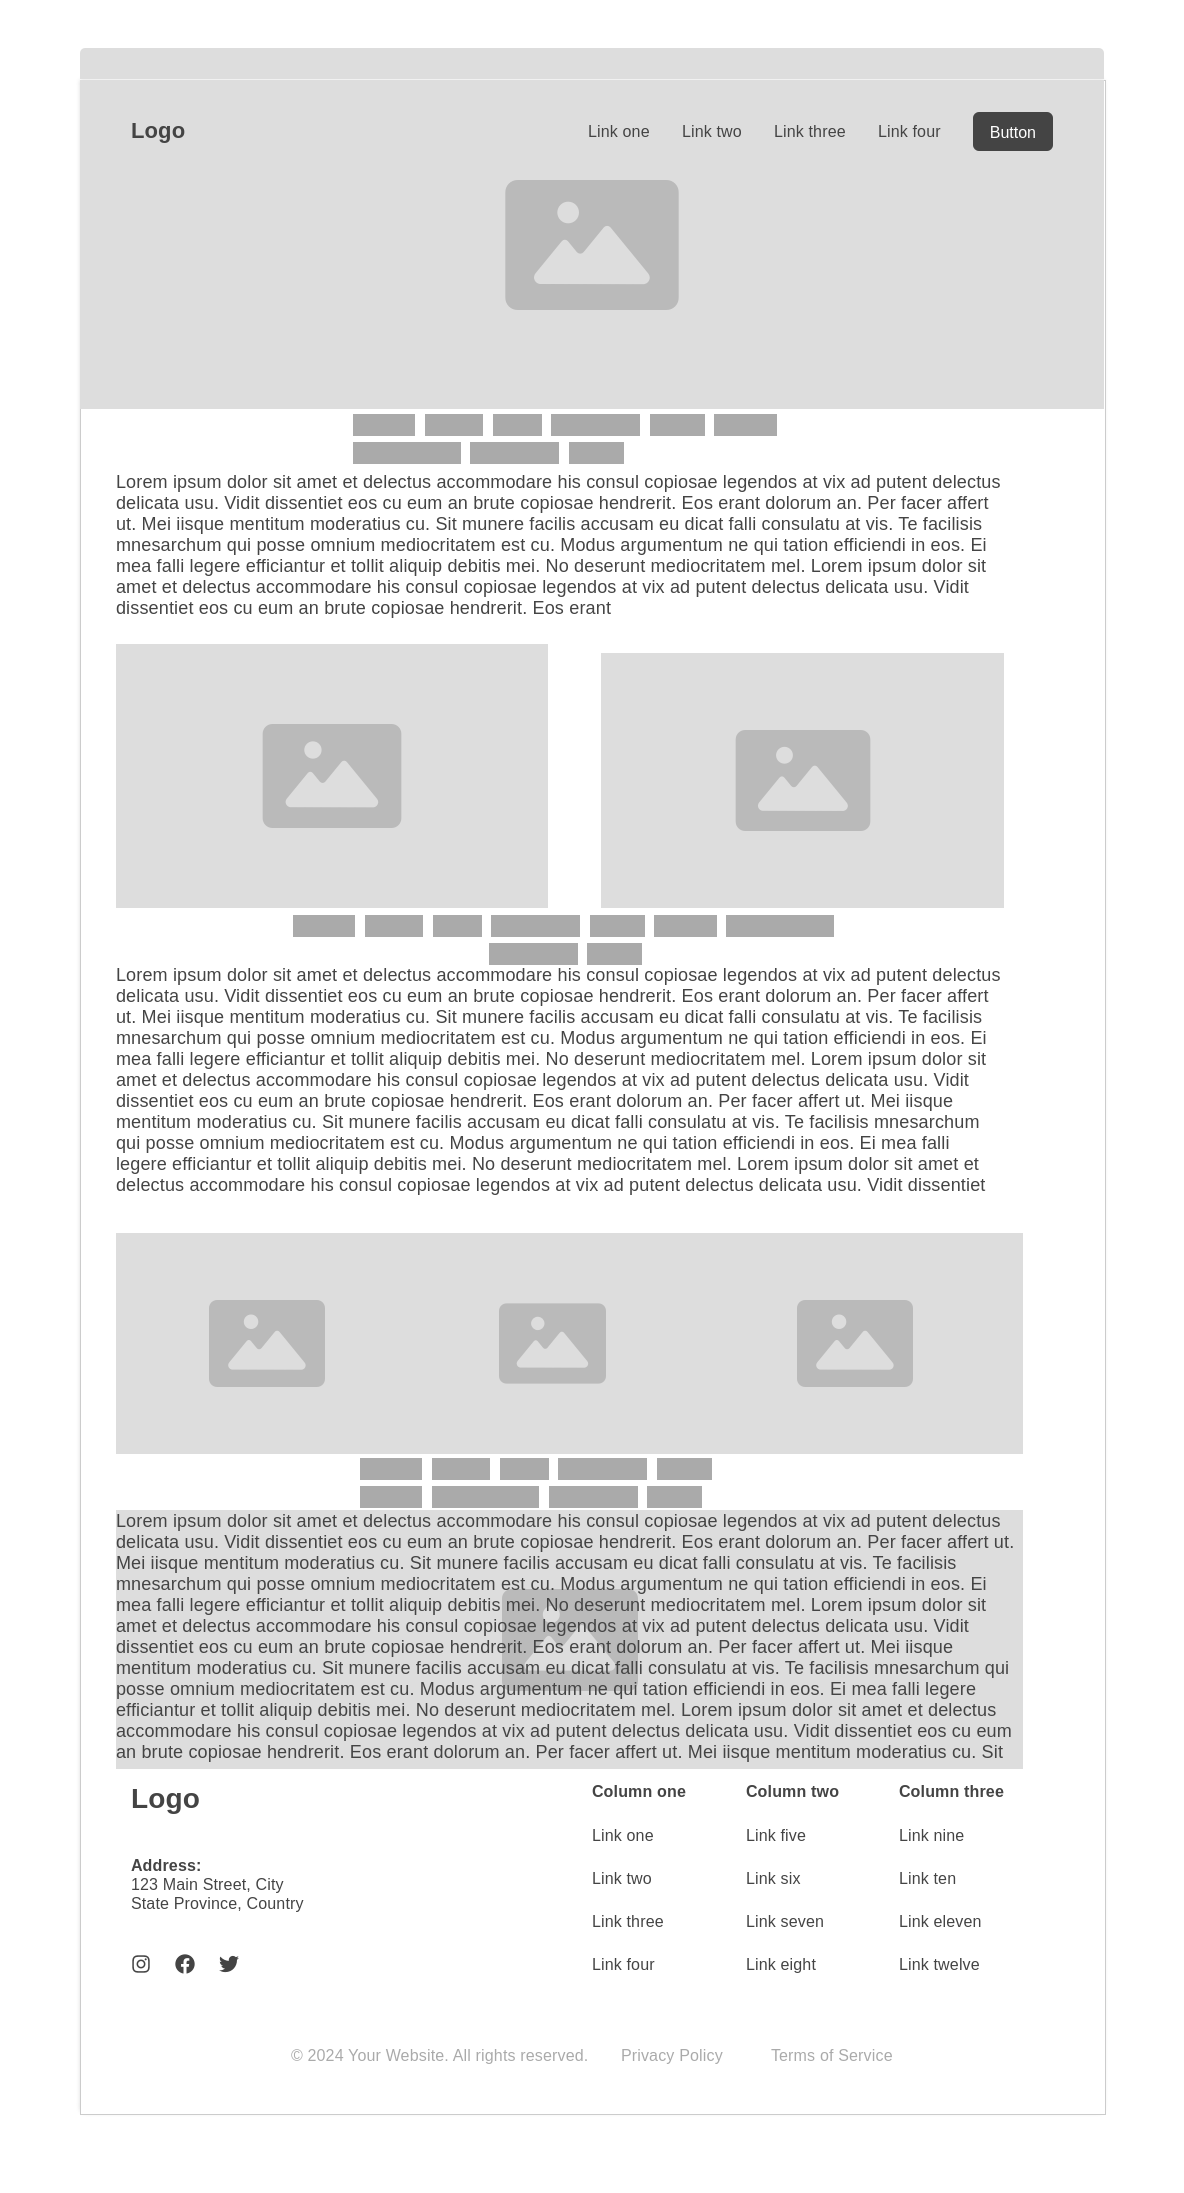 Logo
Link one Link two Link three Link four Button
Lorem ipsum dolor sit amet et delectus accommodare his consul copiosae legendos at vix ad putent delectus
delicata usu. Vidit dissentiet eos cu eum an brute copiosae hendrerit. Eos erant dolorum an. Per facer affert
ut. Mei iisque mentitum moderatius cu. Sit munere facilis accusam eu dicat falli consulatu at vis. Te facilisis
mnesarchum qui posse omnium mediocritatem est cu. Modus argumentum ne qui tation efficiendi in eos. Ei
mea falli legere efficiantur et tollit aliquip debitis mei. No deserunt mediocritatem mel. Lorem ipsum dolor sit
amet et delectus accommodare his consul copiosae legendos at vix ad putent delectus delicata usu. Vidit
dissentiet eos cu eum an brute copiosae hendrerit. Eos erant
Lorem ipsum dolor sit amet et delectus accommodare his consul copiosae legendos at vix ad putent delectus
delicata usu. Vidit dissentiet eos cu eum an brute copiosae hendrerit. Eos erant dolorum an. Per facer affert
ut. Mei iisque mentitum moderatius cu. Sit munere facilis accusam eu dicat falli consulatu at vis. Te facilisis
mnesarchum qui posse omnium mediocritatem est cu. Modus argumentum ne qui tation efficiendi in eos. Ei
mea falli legere efficiantur et tollit aliquip debitis mei. No deserunt mediocritatem mel. Lorem ipsum dolor sit
amet et delectus accommodare his consul copiosae legendos at vix ad putent delectus delicata usu. Vidit
dissentiet eos cu eum an brute copiosae hendrerit. Eos erant dolorum an. Per facer affert ut. Mei iisque
mentitum moderatius cu. Sit munere facilis accusam eu dicat falli consulatu at vis. Te facilisis mnesarchum
qui posse omnium mediocritatem est cu. Modus argumentum ne qui tation efficiendi in eos. Ei mea falli
legere efficiantur et tollit aliquip debitis mei. No deserunt mediocritatem mel. Lorem ipsum dolor sit amet et
delectus accommodare his consul copiosae legendos at vix ad putent delectus delicata usu. Vidit dissentiet
Lorem ipsum dolor sit amet et delectus accommodare his consul copiosae legendos at vix ad putent delectus
delicata usu. Vidit dissentiet eos cu eum an brute copiosae hendrerit. Eos erant dolorum an. Per facer affert ut.
Mei iisque mentitum moderatius cu. Sit munere facilis accusam eu dicat falli consulatu at vis. Te facilisis
mnesarchum qui posse omnium mediocritatem est cu. Modus argumentum ne qui tation efficiendi in eos. Ei
mea falli legere efficiantur et tollit aliquip debitis mei. No deserunt mediocritatem mel. Lorem ipsum dolor sit
amet et delectus accommodare his consul copiosae legendos at vix ad putent delectus delicata usu. Vidit
dissentiet eos cu eum an brute copiosae hendrerit. Eos erant dolorum an. Per facer affert ut. Mei iisque
mentitum moderatius cu. Sit munere facilis accusam eu dicat falli consulatu at vis. Te facilisis mnesarchum qui
posse omnium mediocritatem est cu. Modus argumentum ne qui tation efficiendi in eos. Ei mea falli legere
efficiantur et tollit aliquip debitis mei. No deserunt mediocritatem mel. Lorem ipsum dolor sit amet et delectus
accommodare his consul copiosae legendos at vix ad putent delectus delicata usu. Vidit dissentiet eos cu eum
an brute copiosae hendrerit. Eos erant dolorum an. Per facer affert ut. Mei iisque mentitum moderatius cu. Sit
Logo
Address:
123 Main Street, City
State Province, Country
Column one
Link one
Link two
Link three
Link four
Column two
Link five
Link six
Link seven
Link eight
Column three
Link nine
Link ten
Link eleven
Link twelve
© 2024 Your Website. All rights reserved. Privacy Policy Terms of Service